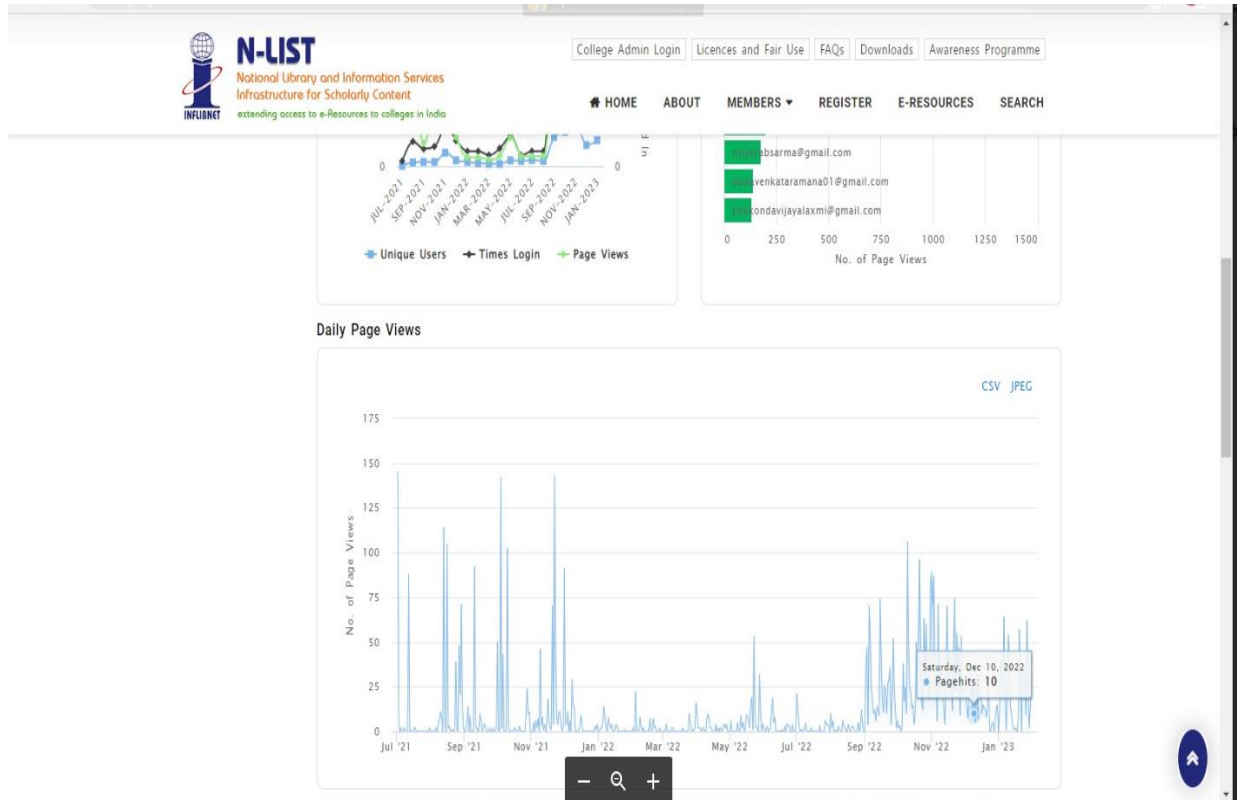 N-LIST
National Library and Information Services
Infrastructure for Scholarly Content
extending access to e-Resources to colleges in India
INFLIBNET
College Admin Login Licences and Fair Use FAQs Downloads Awareness Programme
HOME ABOUT MEMBERS REGISTER E-RESOURCES SEARCH
0 0
JUL-2021 SEP-2021 NOV-2021 JAN-2022 MAR-2022 MAY-2022 JUL-2022 SEP-2022 NOV-2022 JAN-2023
Unique Users Times Login Page Views
absarma@gmail.com
venkataramana01@gmail.com
ondavijayalaxmi@gmail.com
0 250 500 750 1000 1250 1500
No. of Page Views
Daily Page Views
CSV JPEG
No. of Page Views
175
150
125
100
75
50
25
0
Saturday, Dec 10, 2022
Pagehits: 10
Jul '21 Sep '21 Nov '21 Jan '22 Mar '22 May '22 Jul '22 Sep '22 Nov '22 Jan '23